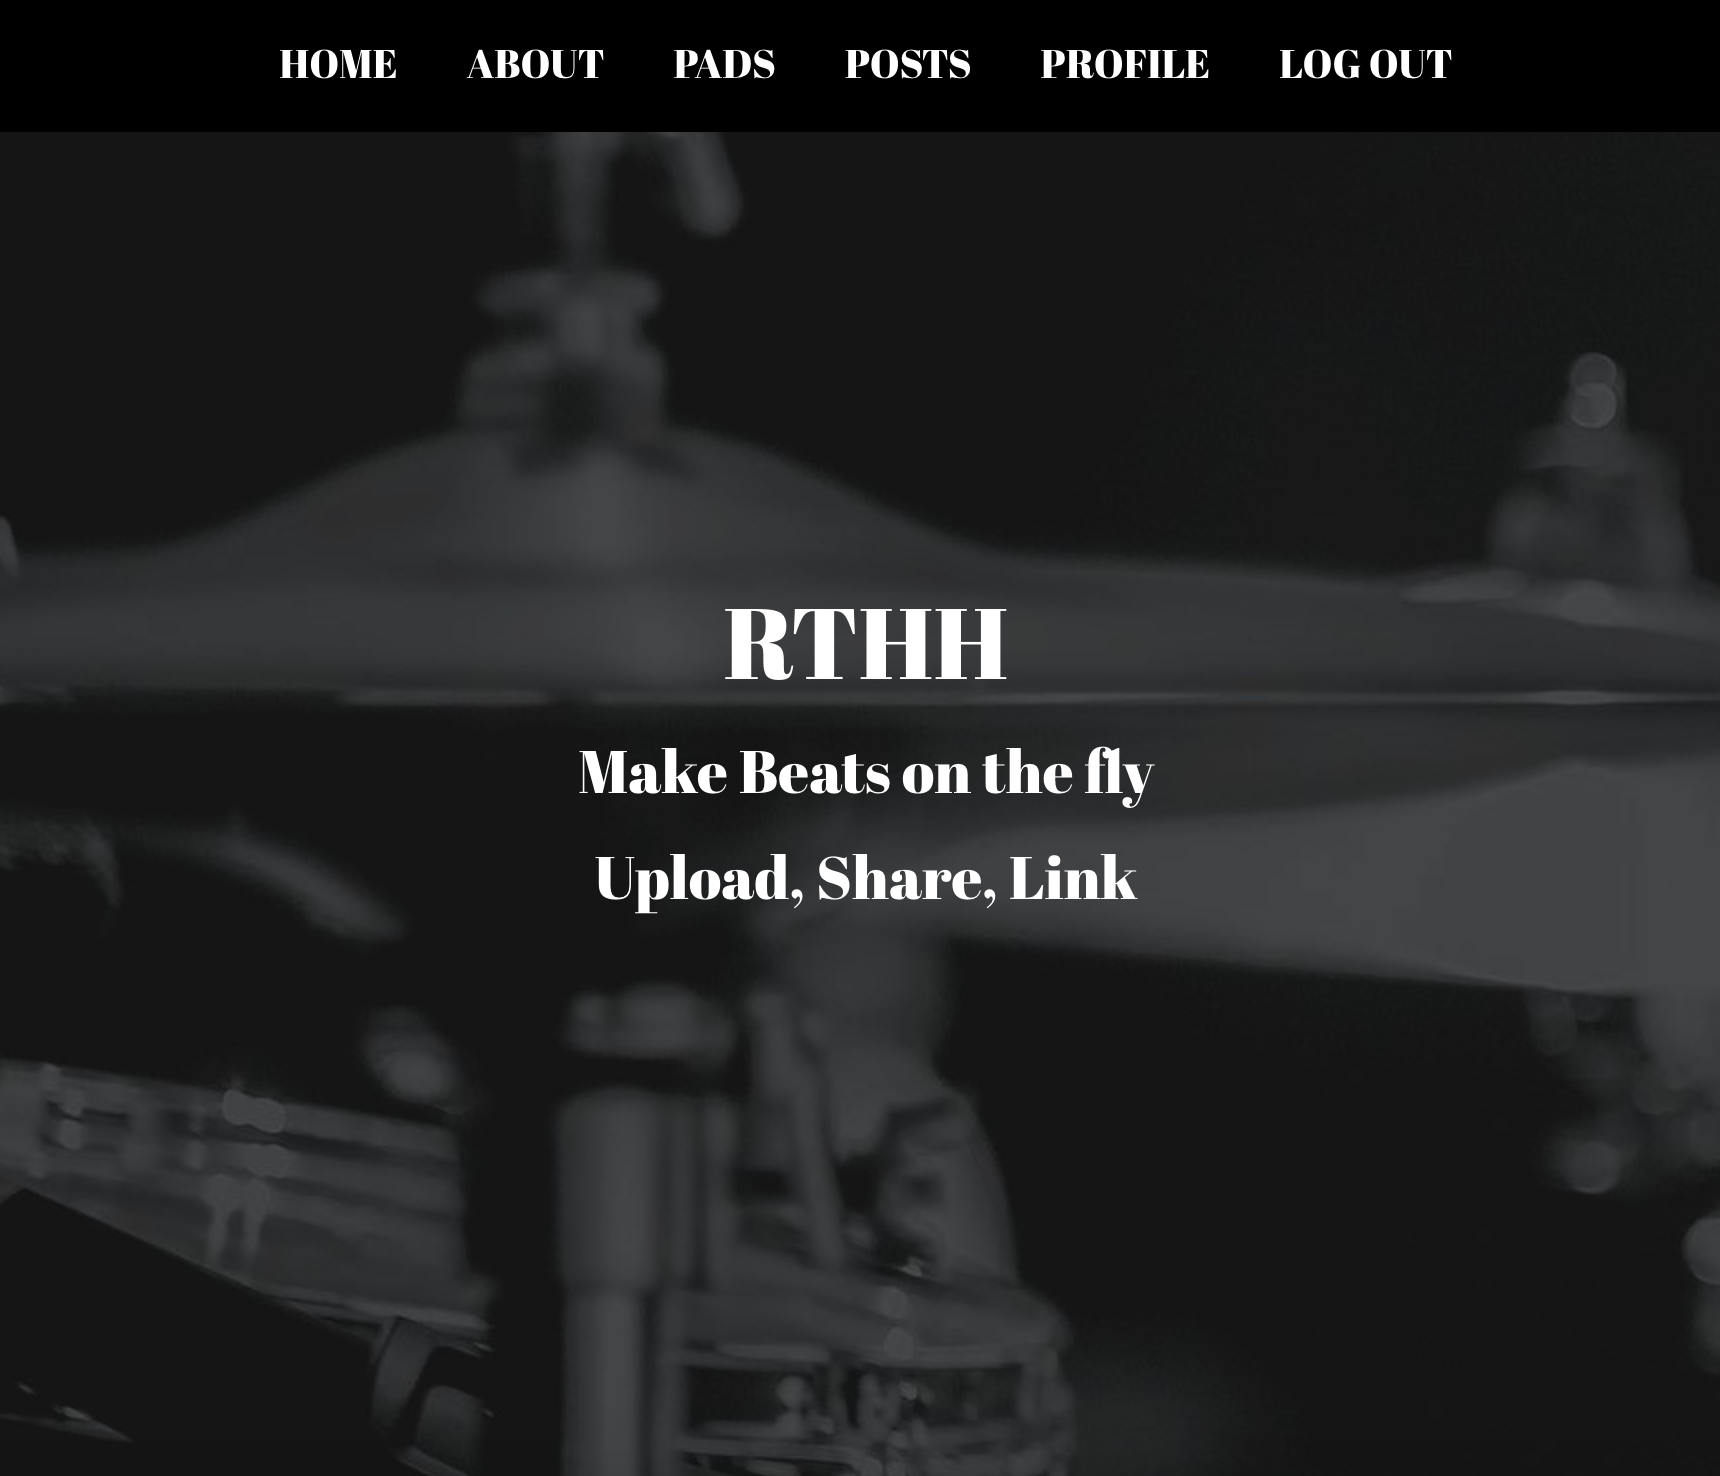 HOME ABOUT PADS POSTS PROFILE LOG OUT
RTHH
Make Beats on the fly
Upload, Share, Link